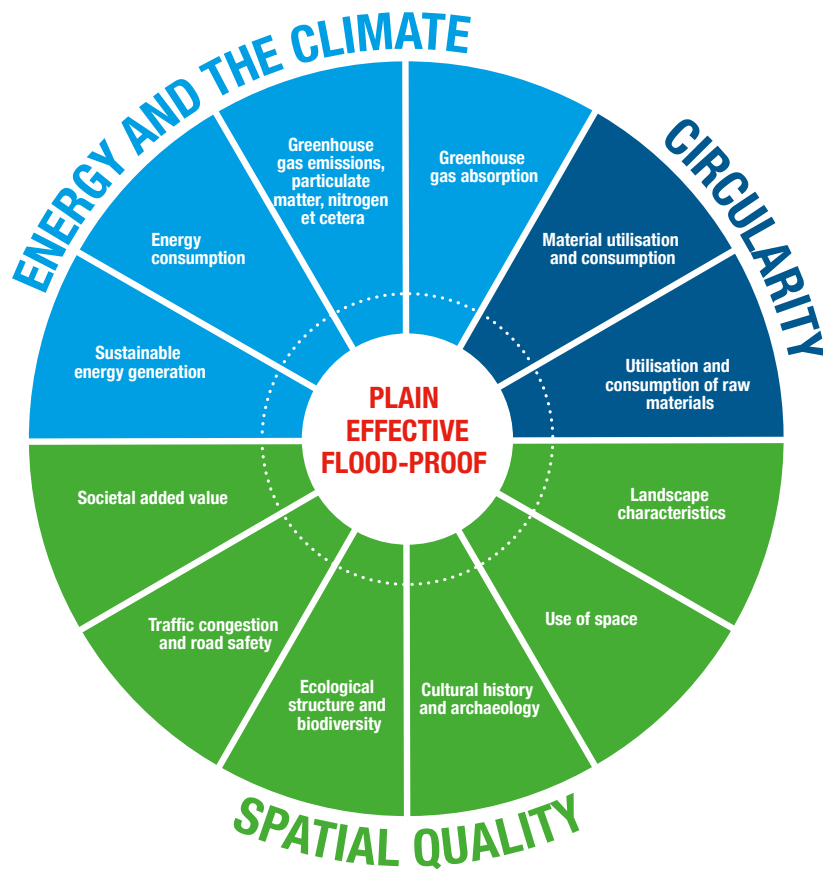 ENERGY AND THE CLIMATE
CIRCULARITY
Greenhouse
gas emissions,
particulate
matter, nitrogen
et cetera
Greenhouse
gas absorption
Energy
consumption
Material utilisation
and consumption
Sustainable
energy generation
Utilisation and
consumption of raw
materials
PLAIN
EFFECTIVE
FLOOD-PROOF
Societal added value
Landscape
characteristics
Traffic congestion
and road safety
Use of space
Ecological
structure and
biodiversity
Cultural history
and archaeology
SPATIAL QUALITY